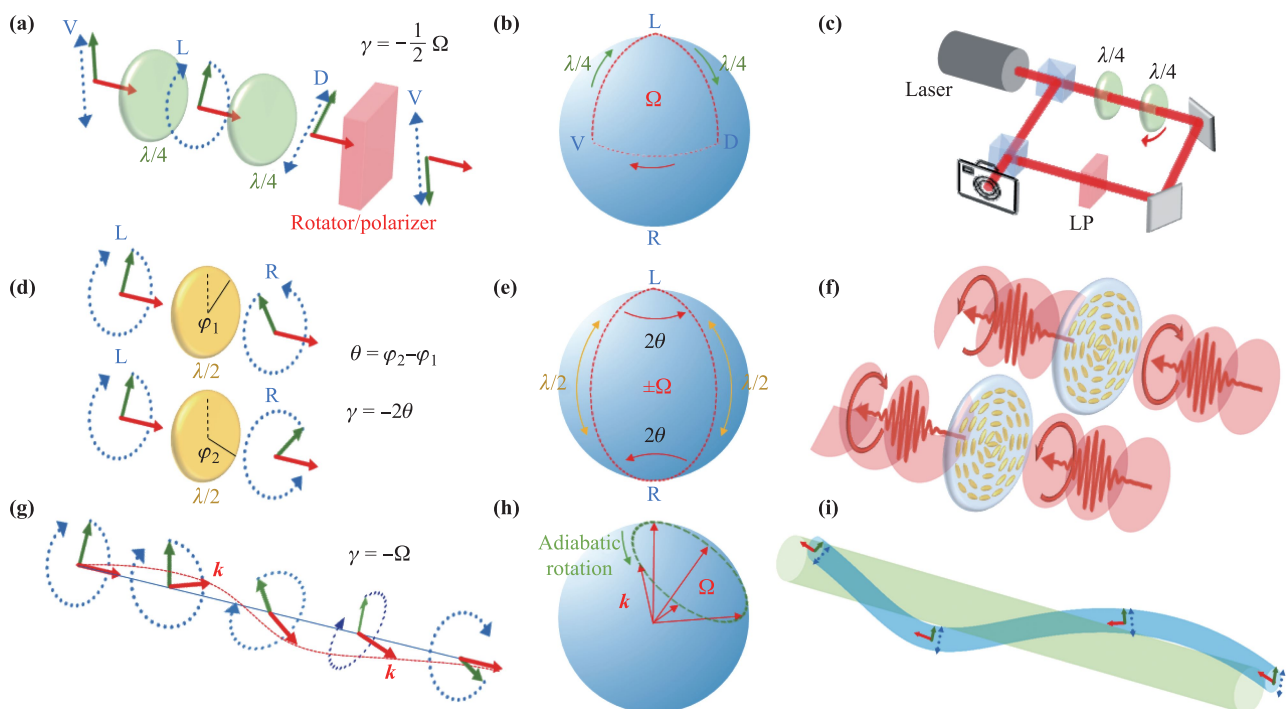 (a)
V
L
D
V
γ = −1/2 Ω
λ/4
λ/4
Rotator/polarizer
(b)
L
λ/4
λ/4
Ω
V
D
R
(c)
Laser
λ/4
λ/4
LP
(d)
L
R
φ1
λ/2
L
R
φ2
λ/2
θ = φ2−φ1
γ = −2θ
(e)
L
2θ
λ/2
±Ω
λ/2
2θ
R
(f)
(g)
k
γ = −Ω
k
(h)
Adiabatic
rotation
k
Ω
(i)